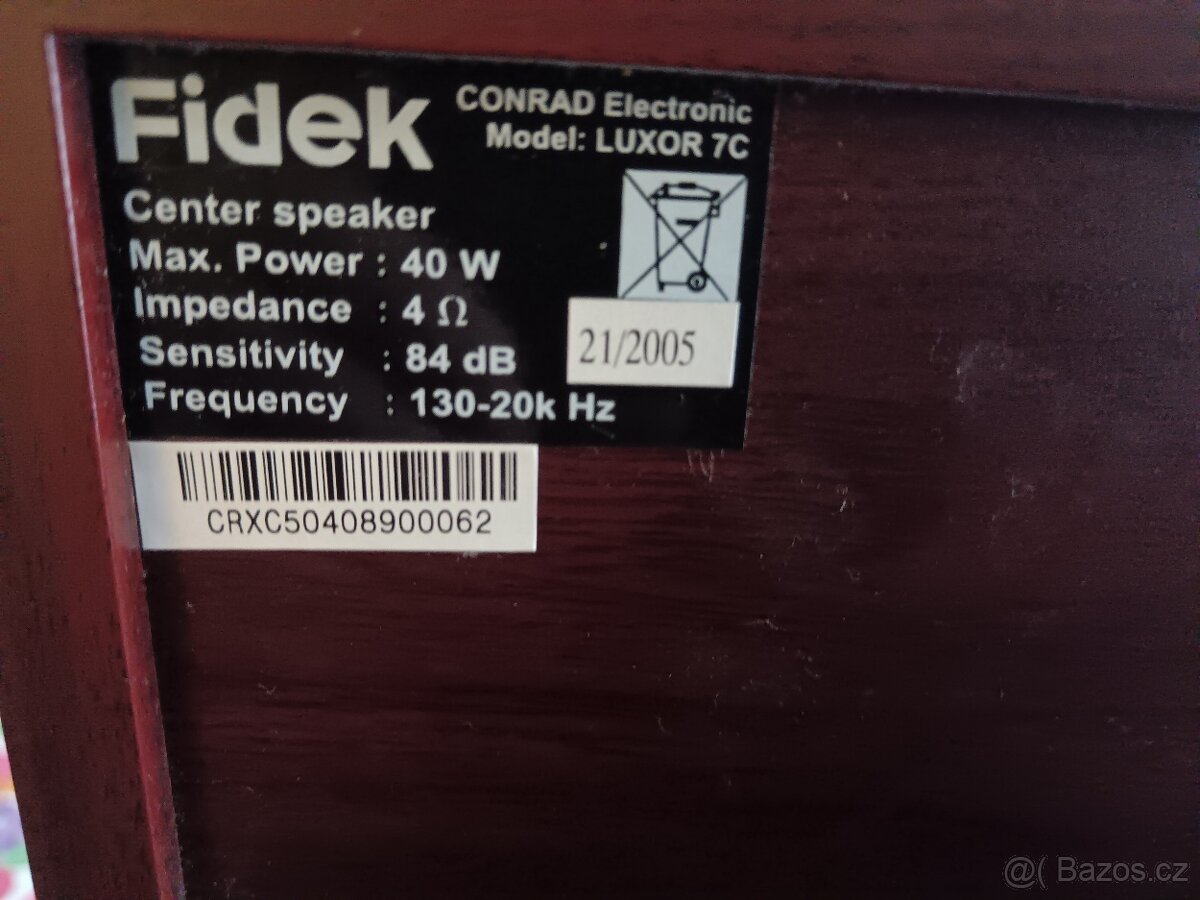 Fidek
CONRAD Electronic
Model: LUXOR 7C
Center speaker
Max. Power : 40 W
Impedance : 4 Ω
Sensitivity : 84 dB
Frequency : 130-20k Hz
21/2005
CRXC50408900062
@( Bazos.cz